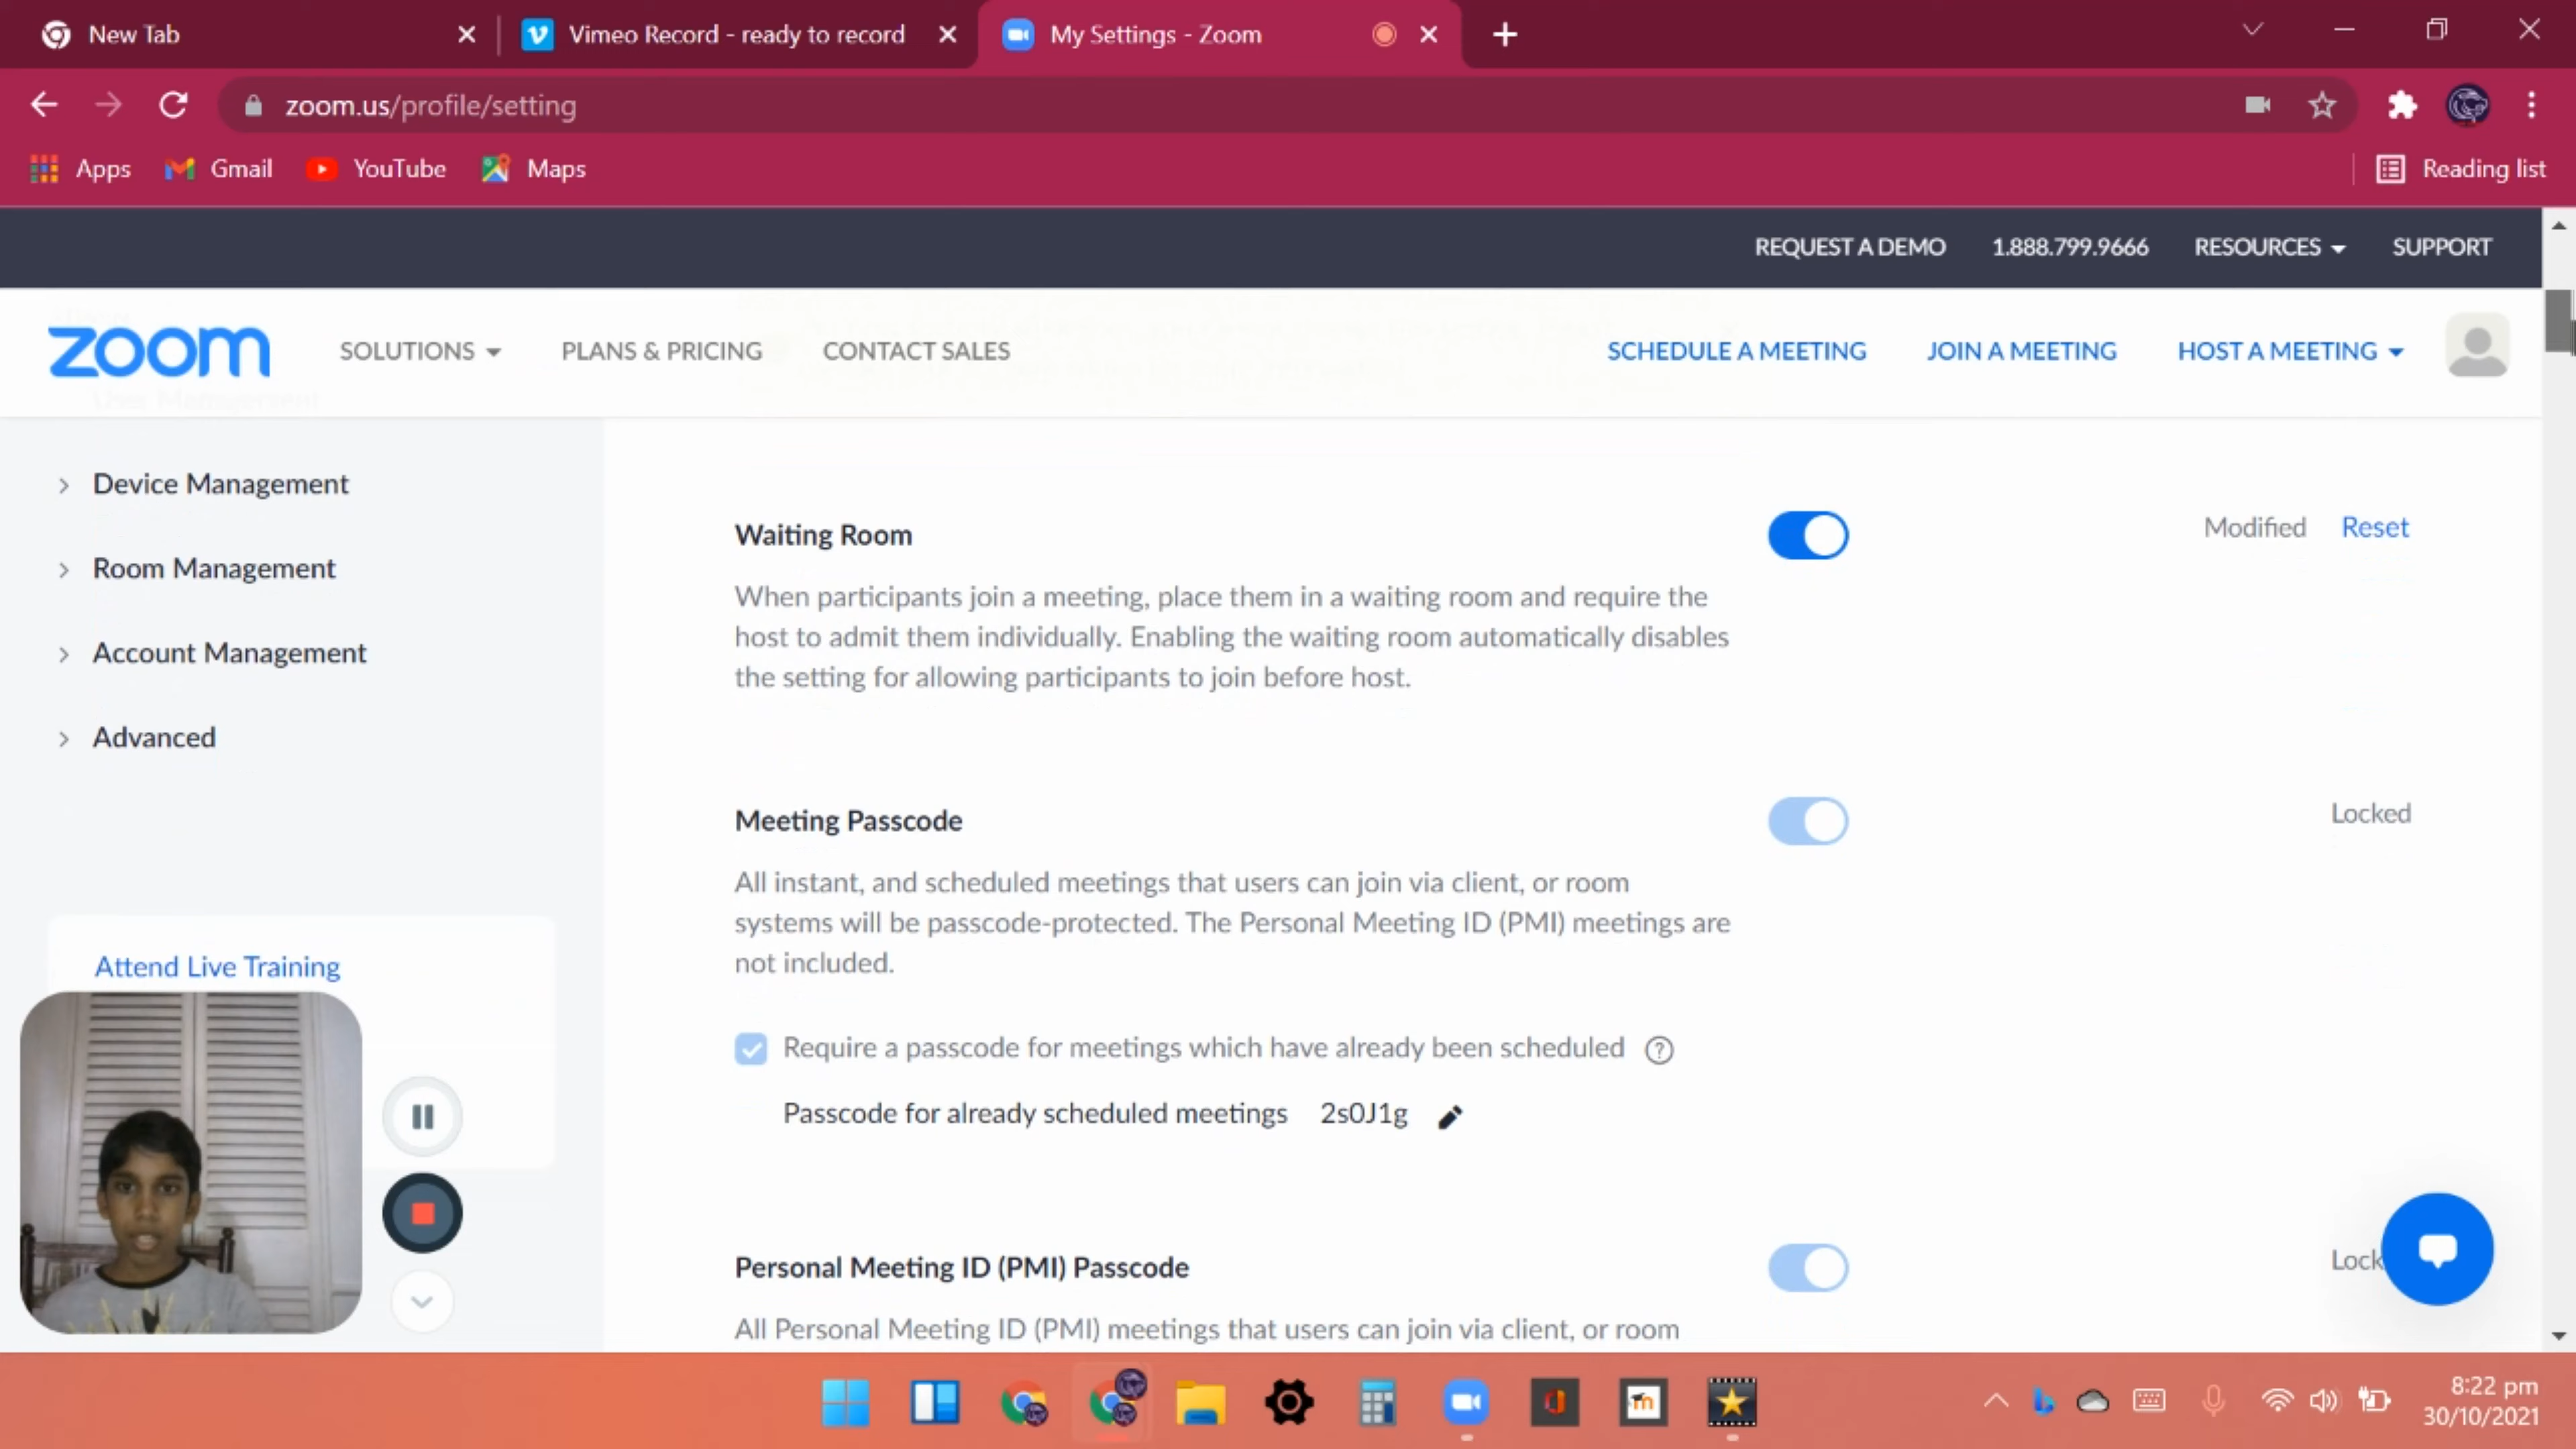 New Tab
Vimeo Record - ready to record
My Settings - Zoom
zoom.us/profile/setting
Apps
Gmail
YouTube
Maps
Reading list
REQUEST A DEMO
1.888.799.9666
RESOURCES
SUPPORT
zoom
SOLUTIONS
PLANS & PRICING
CONTACT SALES
SCHEDULE A MEETING
JOIN A MEETING
HOST A MEETING
User Management
Device Management
Room Management
Account Management
Advanced
Attend Live Training
Waiting Room
Modified Reset
When participants join a meeting, place them in a waiting room and require the
host to admit them individually. Enabling the waiting room automatically disables
the setting for allowing participants to join before host.
Meeting Passcode
Locked
All instant, and scheduled meetings that users can join via client, or room
systems will be passcode-protected. The Personal Meeting ID (PMI) meetings are
not included.
Require a passcode for meetings which have already been scheduled
Passcode for already scheduled meetings 2s0J1g
Personal Meeting ID (PMI) Passcode
Lock
All Personal Meeting ID (PMI) meetings that users can join via client, or room
8:22 pm
30/10/2021